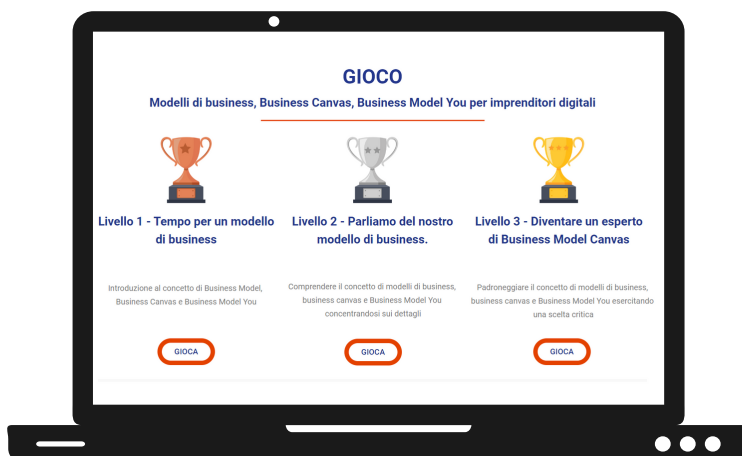 GIOCO
Modelli di business, Business Canvas, Business Model You per imprenditori digitali
Livello 1 - Tempo per un modello
di business
Introduzione al concetto di Business Model,
Business Canvas e Business Model You
GIOCA
Livello 2 - Parliamo del nostro
modello di business.
Comprendere il concetto di modelli di business,
business canvas e Business Model You
concentrandosi sui dettagli
GIOCA
Livello 3 - Diventare un esperto
di Business Model Canvas
Padroneggiare il concetto di modelli di business,
business canvas e Business Model You esercitando
una scelta critica
GIOCA